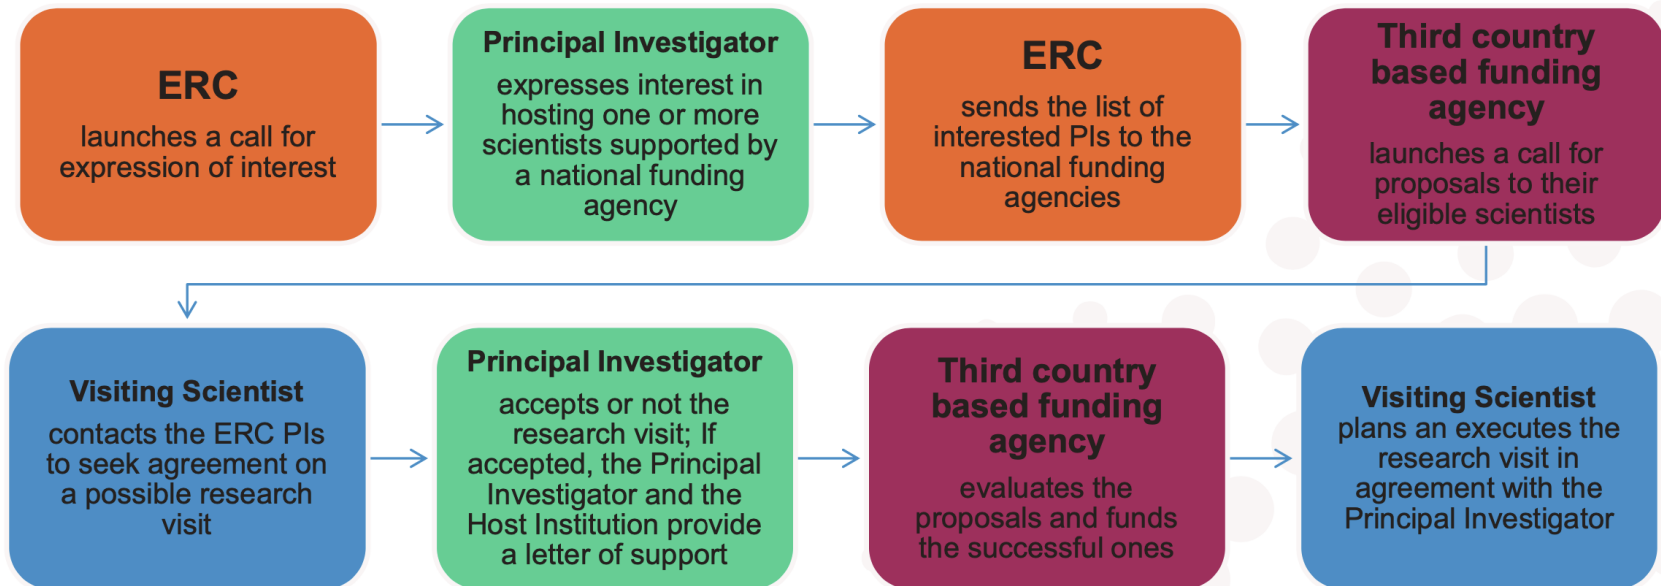 ERC
launches a call for
expression of interest
Principal Investigator
expresses interest in
hosting one or more
scientists supported by
a national funding
agency
ERC
sends the list of
interested PIs to the
national funding
agencies
Third country
based funding
agency
launches a call for
proposals to their
eligible scientists
Visiting Scientist
contacts the ERC PIs
to seek agreement on
a possible research
visit
Principal Investigator
accepts or not the
research visit; If
accepted, the Principal
Investigator and the
Host Institution provide
a letter of support
Third country
based funding
agency
evaluates the
proposals and funds
the successful ones
Visiting Scientist
plans an executes the
research visit in
agreement with the
Principal Investigator